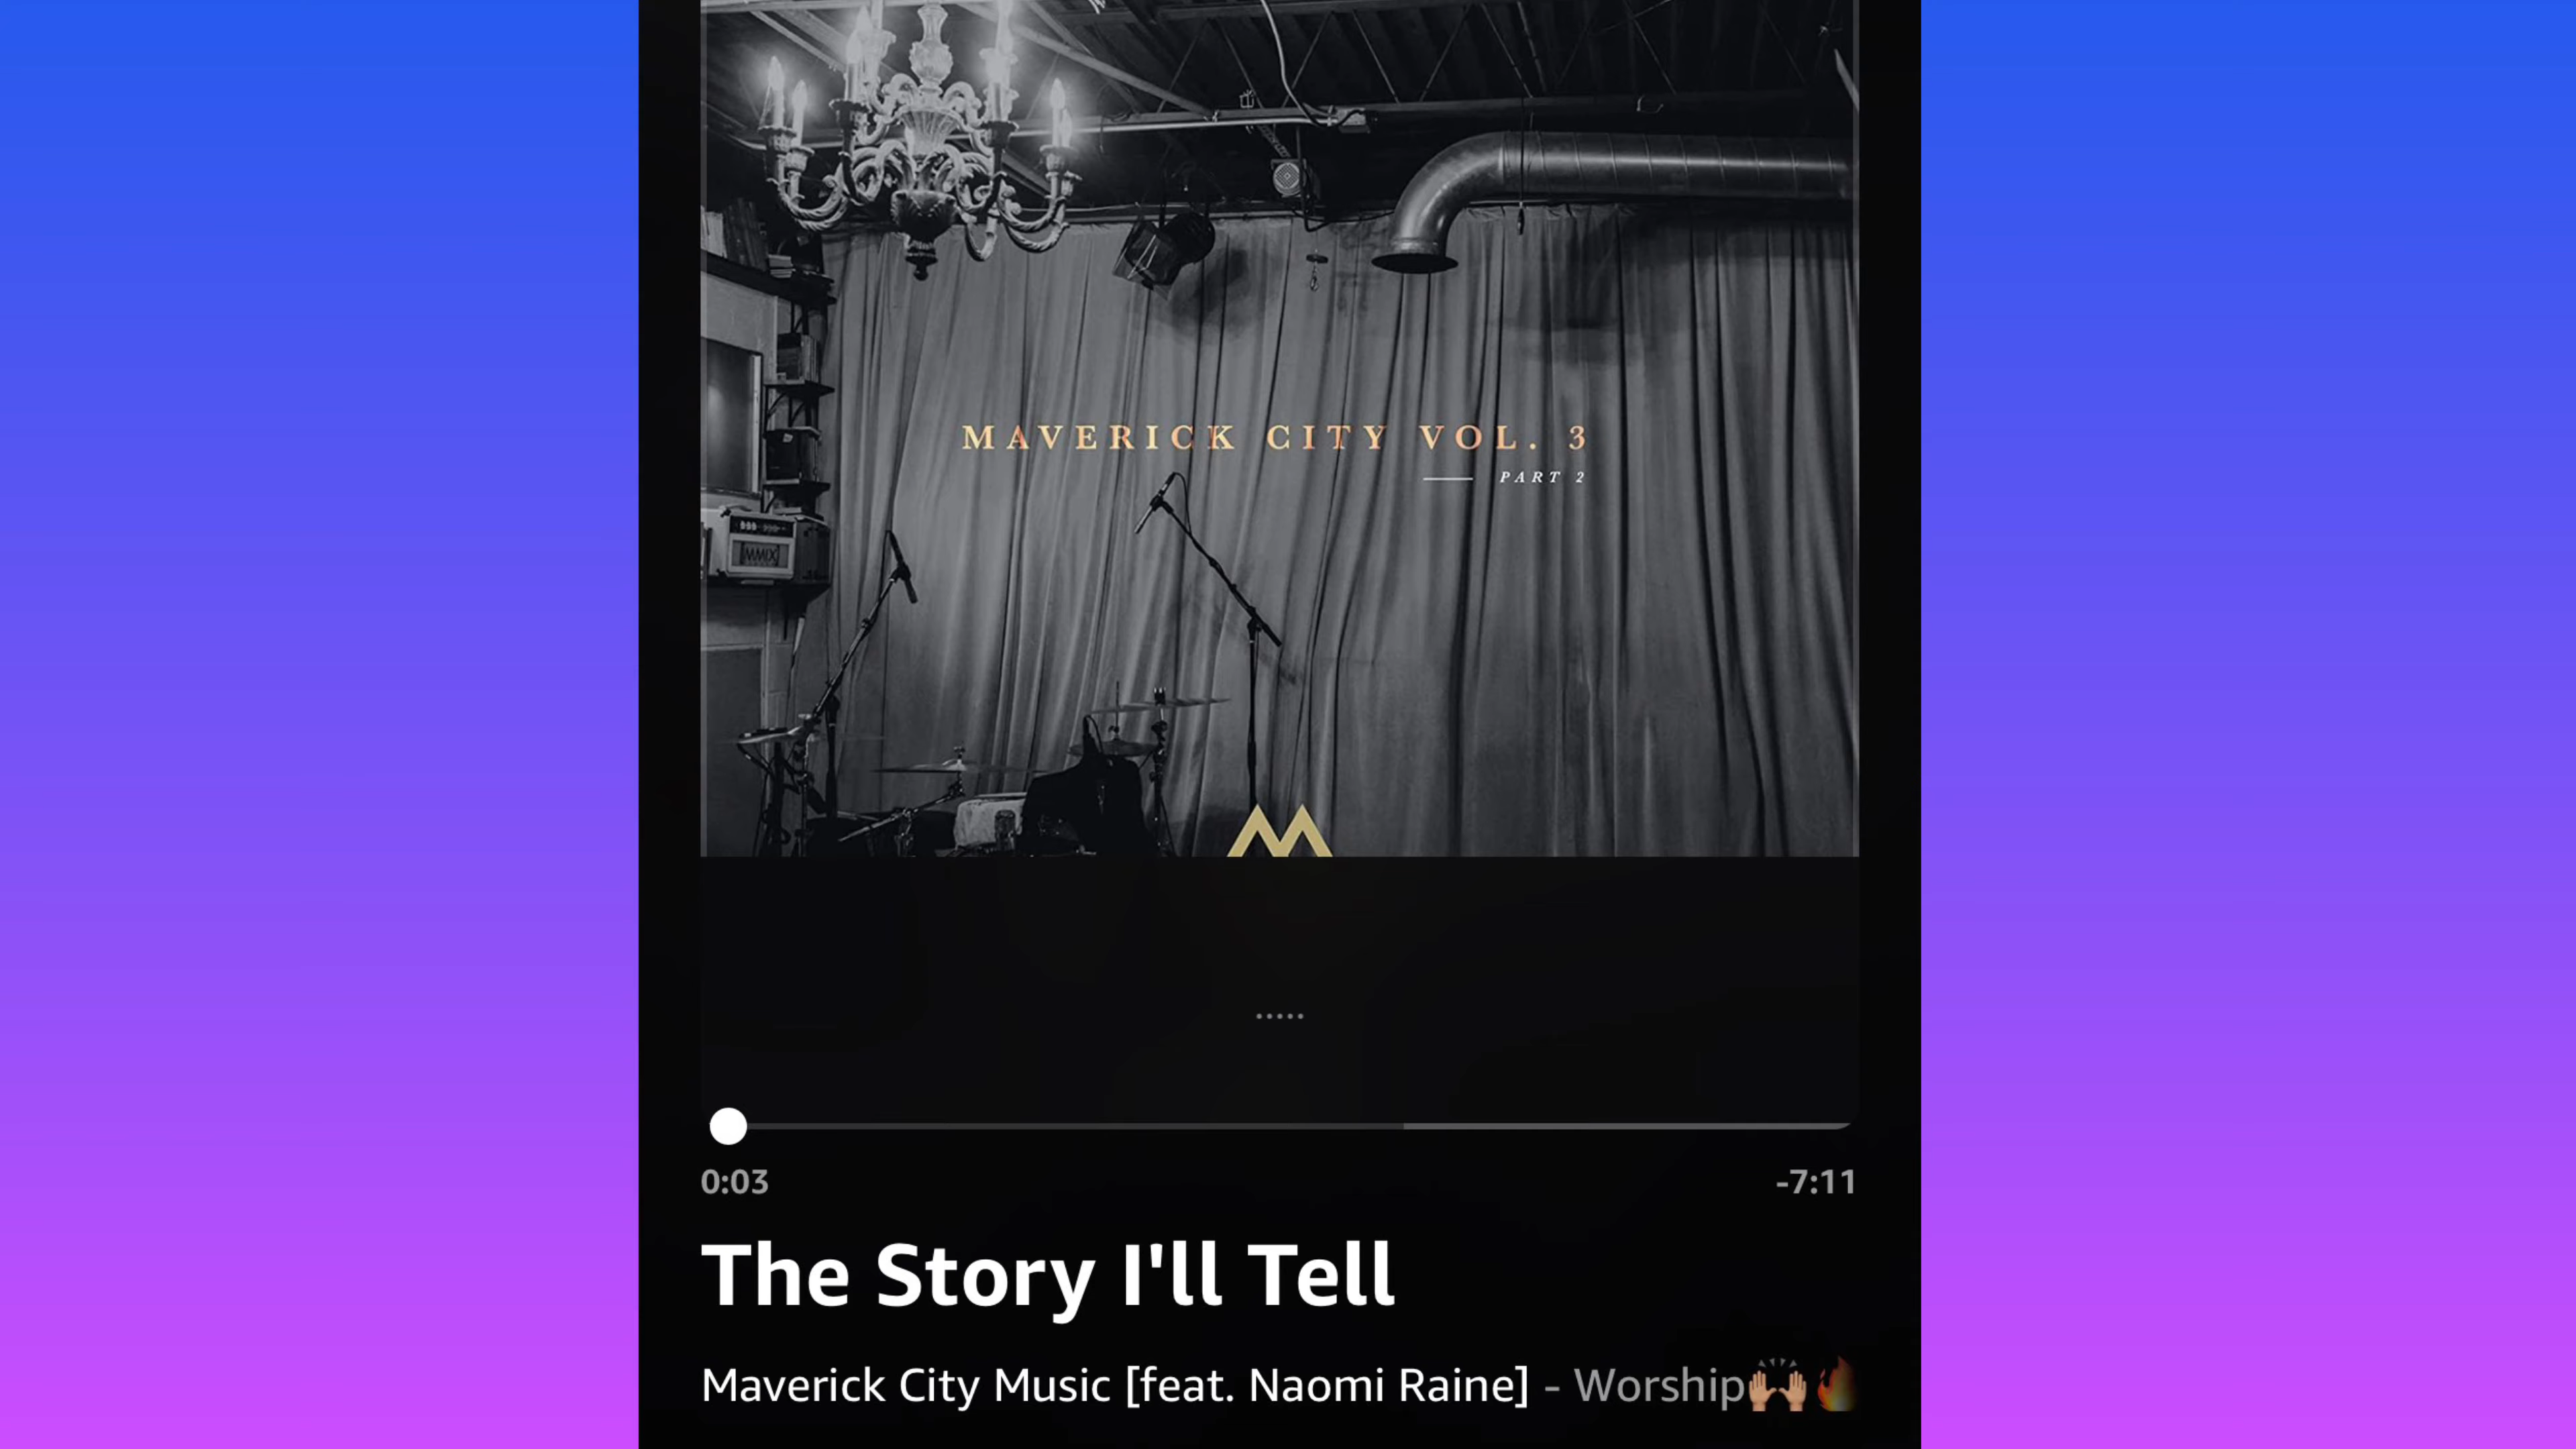 MAVERICK CITY VOL. 3
PART 2
MMIX
0:03
-7:11
The Story I'll Tell
Maverick City Music [feat. Naomi Raine] - Worship🙌🏼🔥